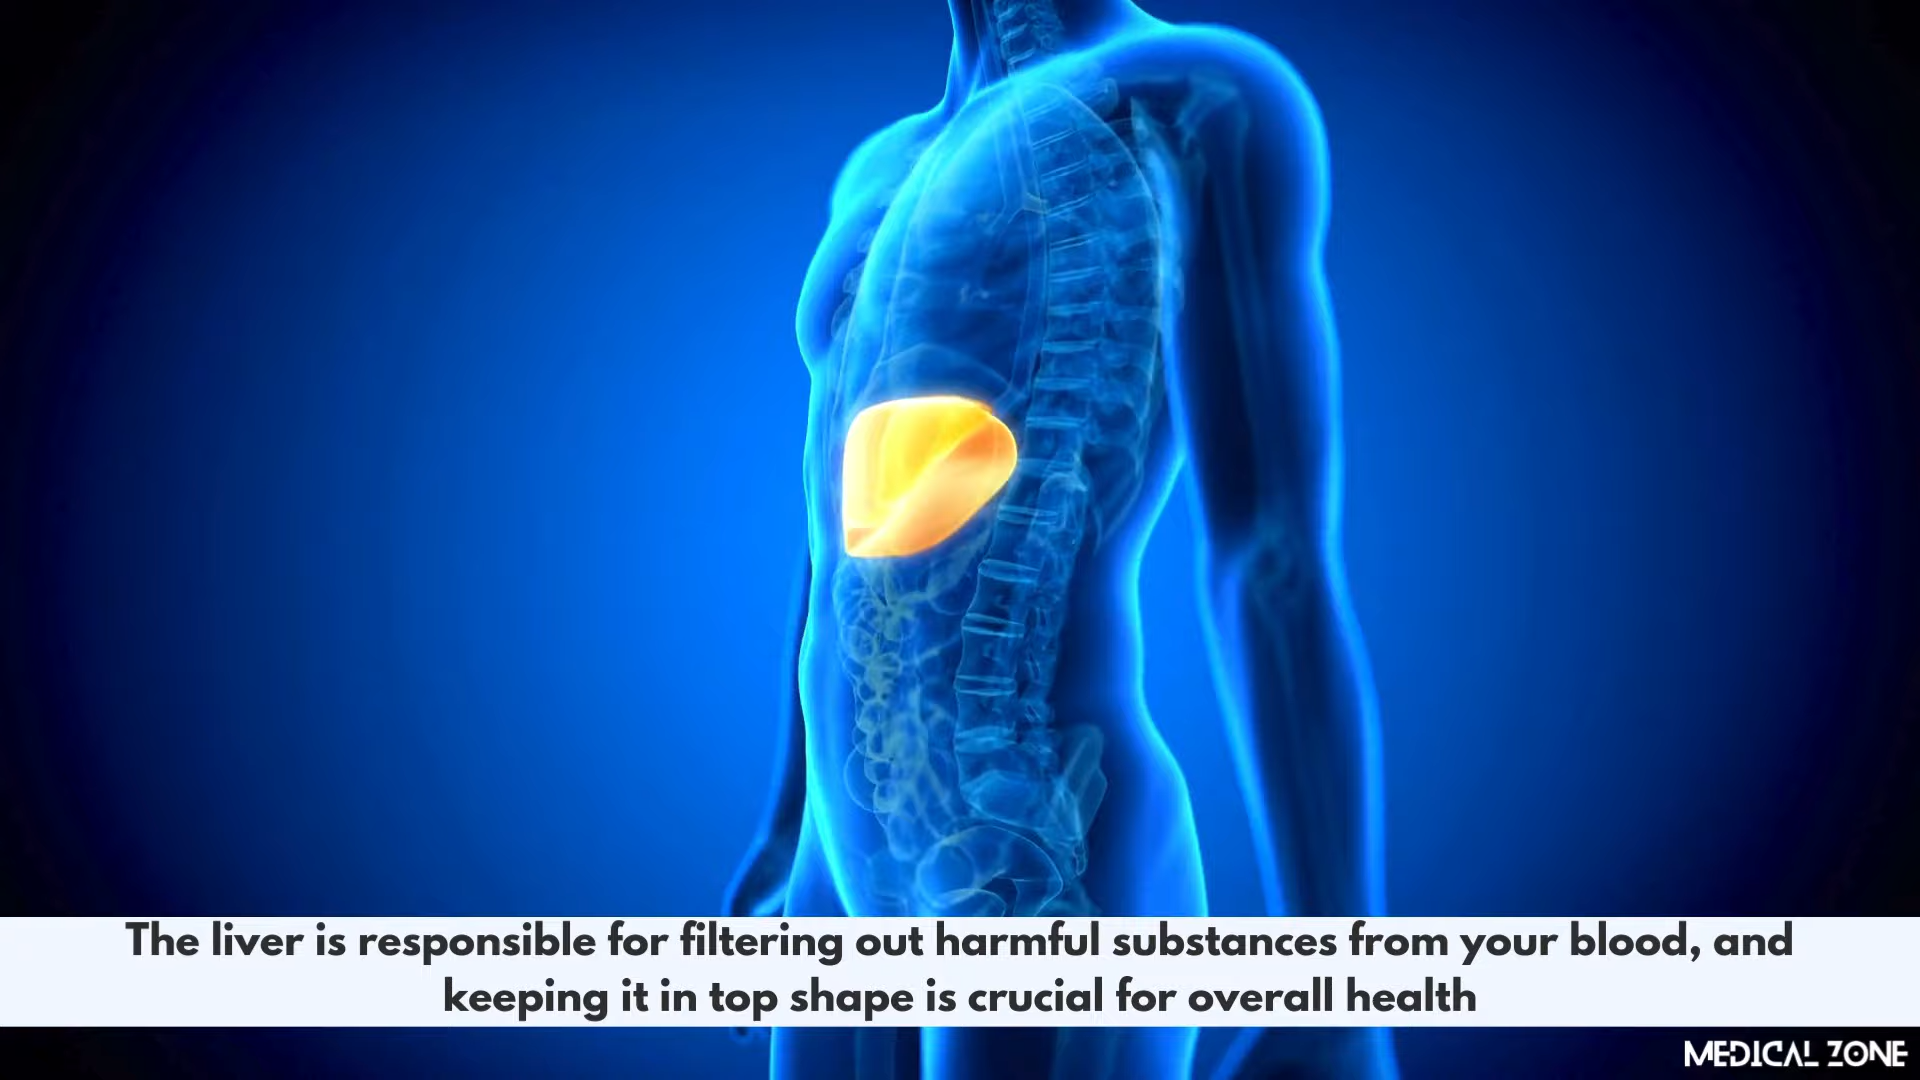 The liver is responsible for filtering out harmful substances from your blood, and
keeping it in top shape is crucial for overall health
MEDICAL ZONE